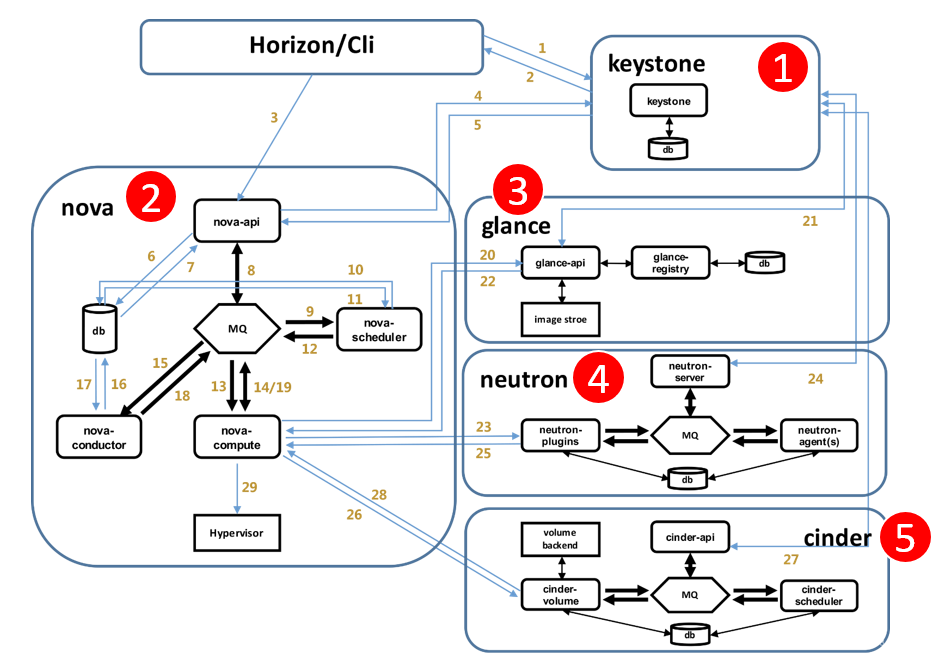 Horizon/Cli
1
2
3
4
5
keystone
1
keystone
db
nova
2
nova-api
6
7
8
10
11
9
12
db
MQ
nova-
scheduler
15
17
16
18
13
14/19
nova-
conductor
nova-
compute
29
Hypervisor
20
22
23
25
28
26
3
glance
21
glance-api
glance-
registry
db
image stroe
neutron
4
neutron-
server
24
neutron-
plugins
MQ
neutron-
agent(s)
db
volume
backend
cinder-api
cinder
5
27
cinder-
volume
MQ
cinder-
scheduler
db